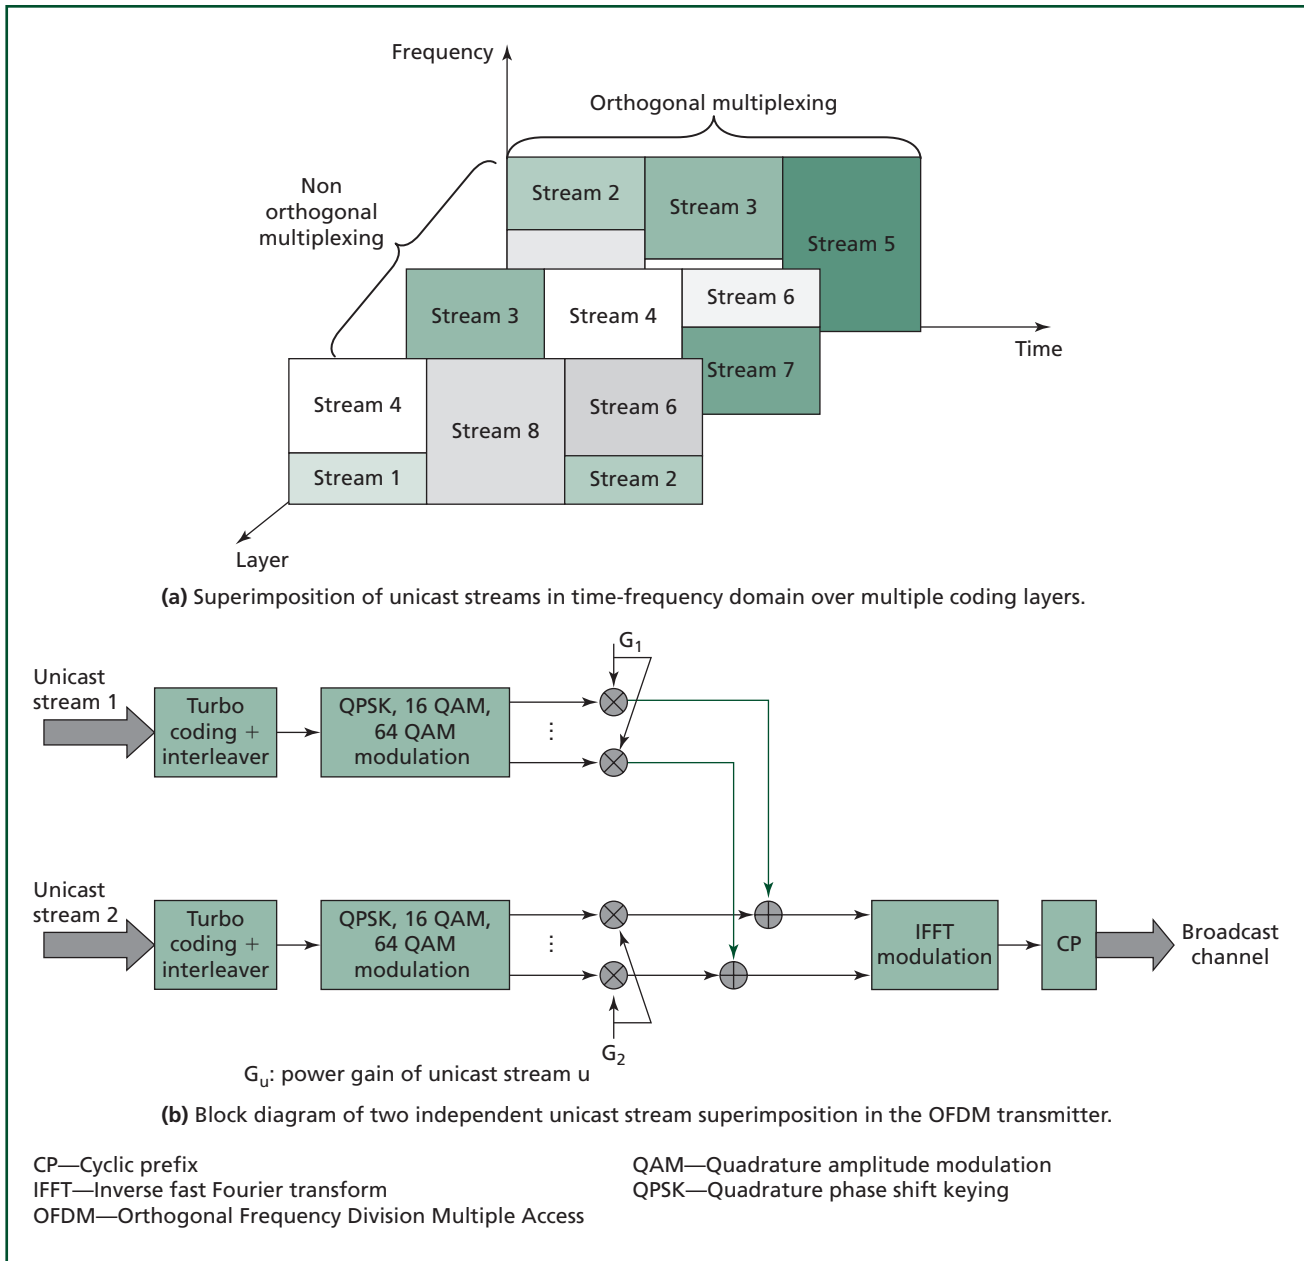 Frequency
Orthogonal multiplexing
Non
orthogonal
multiplexing
Stream 2
Stream 3
Stream 5
Stream 3
Stream 4
Stream 6
Stream 7
Time
Stream 4
Stream 8
Stream 6
Stream 1
Stream 2
Layer
(a) Superimposition of unicast streams in time-frequency domain over multiple coding layers.
G1
Unicast
stream 1
Turbo
coding +
interleaver
QPSK, 16 QAM,
64 QAM
modulation
⋮
Unicast
stream 2
Turbo
coding +
interleaver
QPSK, 16 QAM,
64 QAM
modulation
⋮
IFFT
modulation
CP
Broadcast
channel
G2
Gu: power gain of unicast stream u
(b) Block diagram of two independent unicast stream superimposition in the OFDM transmitter.
CP—Cyclic prefix
IFFT—Inverse fast Fourier transform
OFDM—Orthogonal Frequency Division Multiple Access
QAM—Quadrature amplitude modulation
QPSK—Quadrature phase shift keying